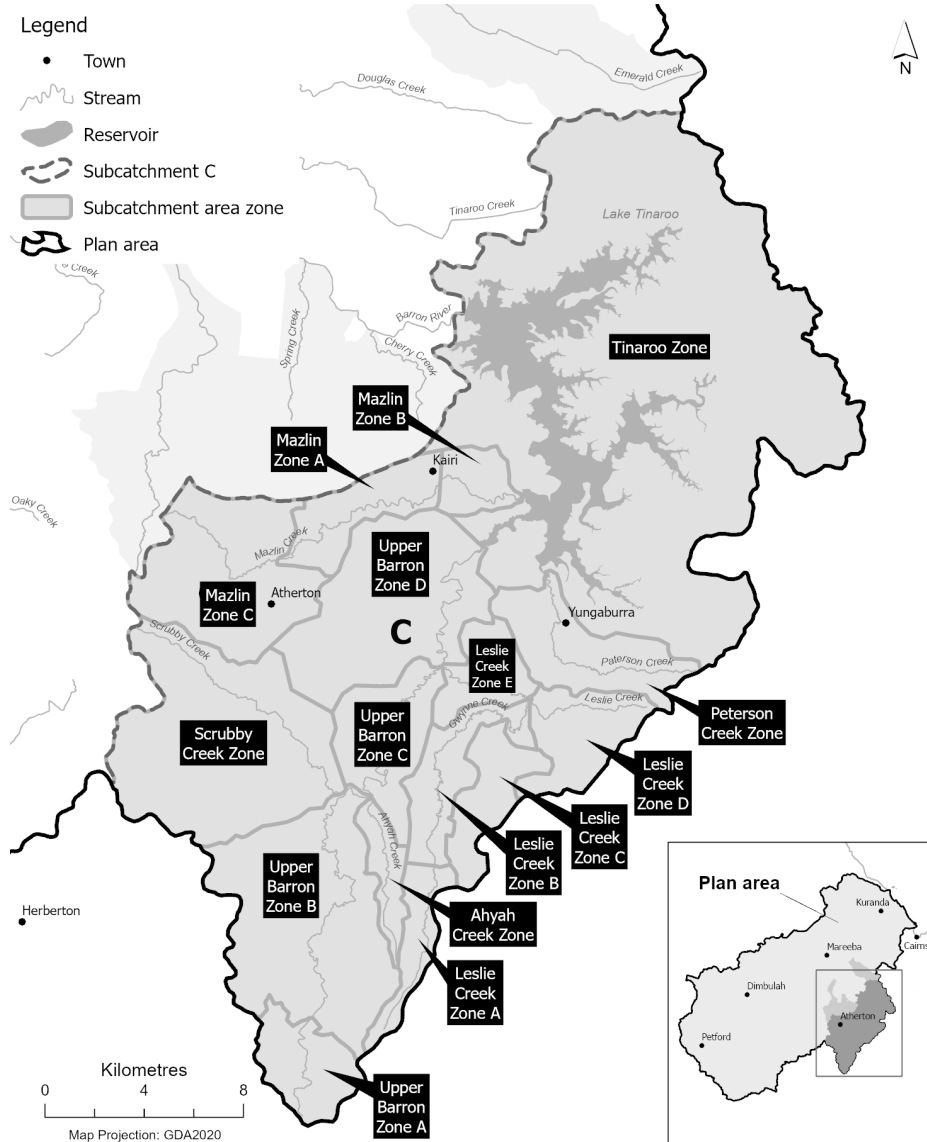 Legend
Town
Stream
Reservoir
Subcatchment C
Subcatchment area zone
Plan area
N
Emerald Creek
Douglas Creek
Tinaroo Creek
Lake Tinaroo
Creek
Spring Creek
Barron River
Cherry Creek
Tinaroo Zone
Mazlin
Zone B
Mazlin
Zone A
Kairi
Oaky Creek
Mazlin Creek
Upper
Barron
Zone D
Mazlin
Zone C
Atherton
Yungaburra
Scrubby Creek
C
Leslie
Creek
Zone E
Paterson Creek
Leslie Creek
Gwynne Creek
Peterson
Creek Zone
Scrubby
Creek Zone
Upper
Barron
Zone C
Leslie
Creek
Zone D
Leslie
Creek
Zone C
Ahyah Creek
Leslie
Creek
Zone B
Upper
Barron
Zone B
Ahyah
Creek Zone
Leslie
Creek
Zone A
Herberton
Upper
Barron
Zone A
Kilometres
0 4 8
Map Projection: GDA2020
Plan area
Kuranda
Cairns
Mareeba
Dimbulah
Atherton
Petford